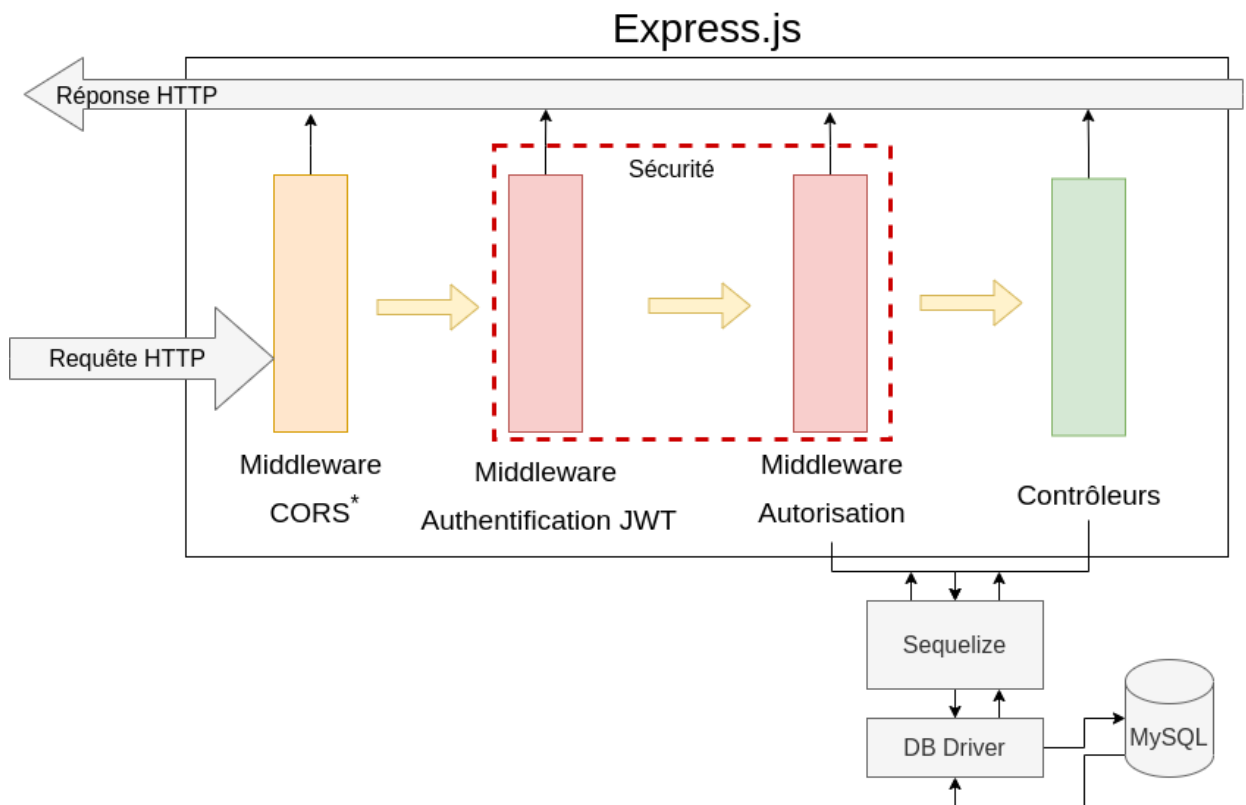 Express.js
Réponse HTTP
Sécurité
Requête HTTP
Middleware
CORS*
Middleware
Authentification JWT
Middleware
Autorisation
Contrôleurs
Sequelize
DB Driver
MySQL